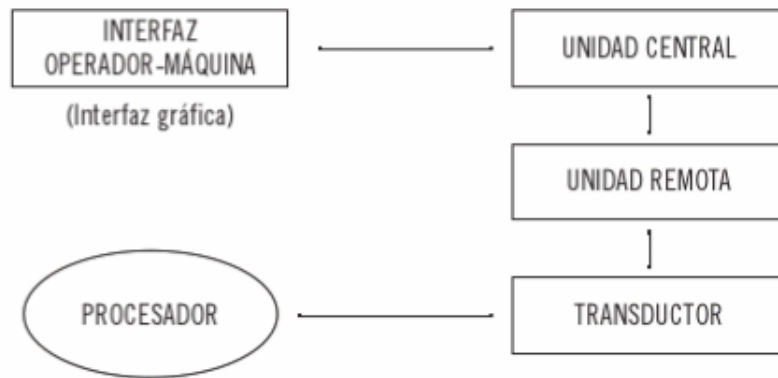 INTERFAZ
OPERADOR-MÁQUINA
(Interfaz gráfica)
UNIDAD CENTRAL
UNIDAD REMOTA
TRANSDUCTOR
PROCESADOR